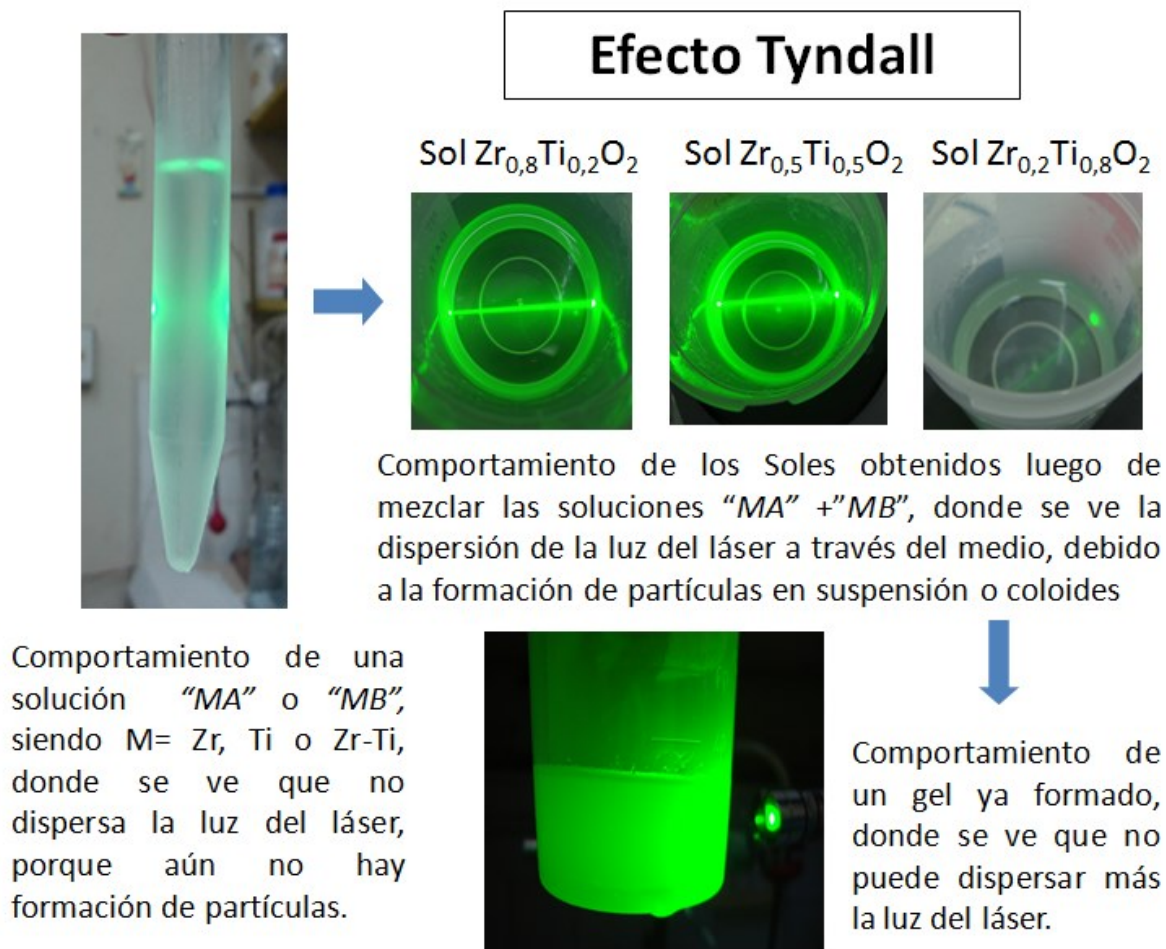 Efecto Tyndall
Sol Zr0,8Ti0,2O2
Sol Zr0,5Ti0,5O2
Sol Zr0,2Ti0,8O2
Comportamiento de los Soles obtenidos luego de
mezclar las soluciones “MA” +”MB”, donde se ve la
dispersión de la luz del láser a través del medio, debido
a la formación de partículas en suspensión o coloides
Comportamiento de una
solución “MA” o “MB”,
siendo M= Zr, Ti o Zr-Ti,
donde se ve que no
dispersa la luz del láser,
porque aún no hay
formación de partículas.
Comportamiento de
un gel ya formado,
donde se ve que no
puede dispersar más
la luz del láser.